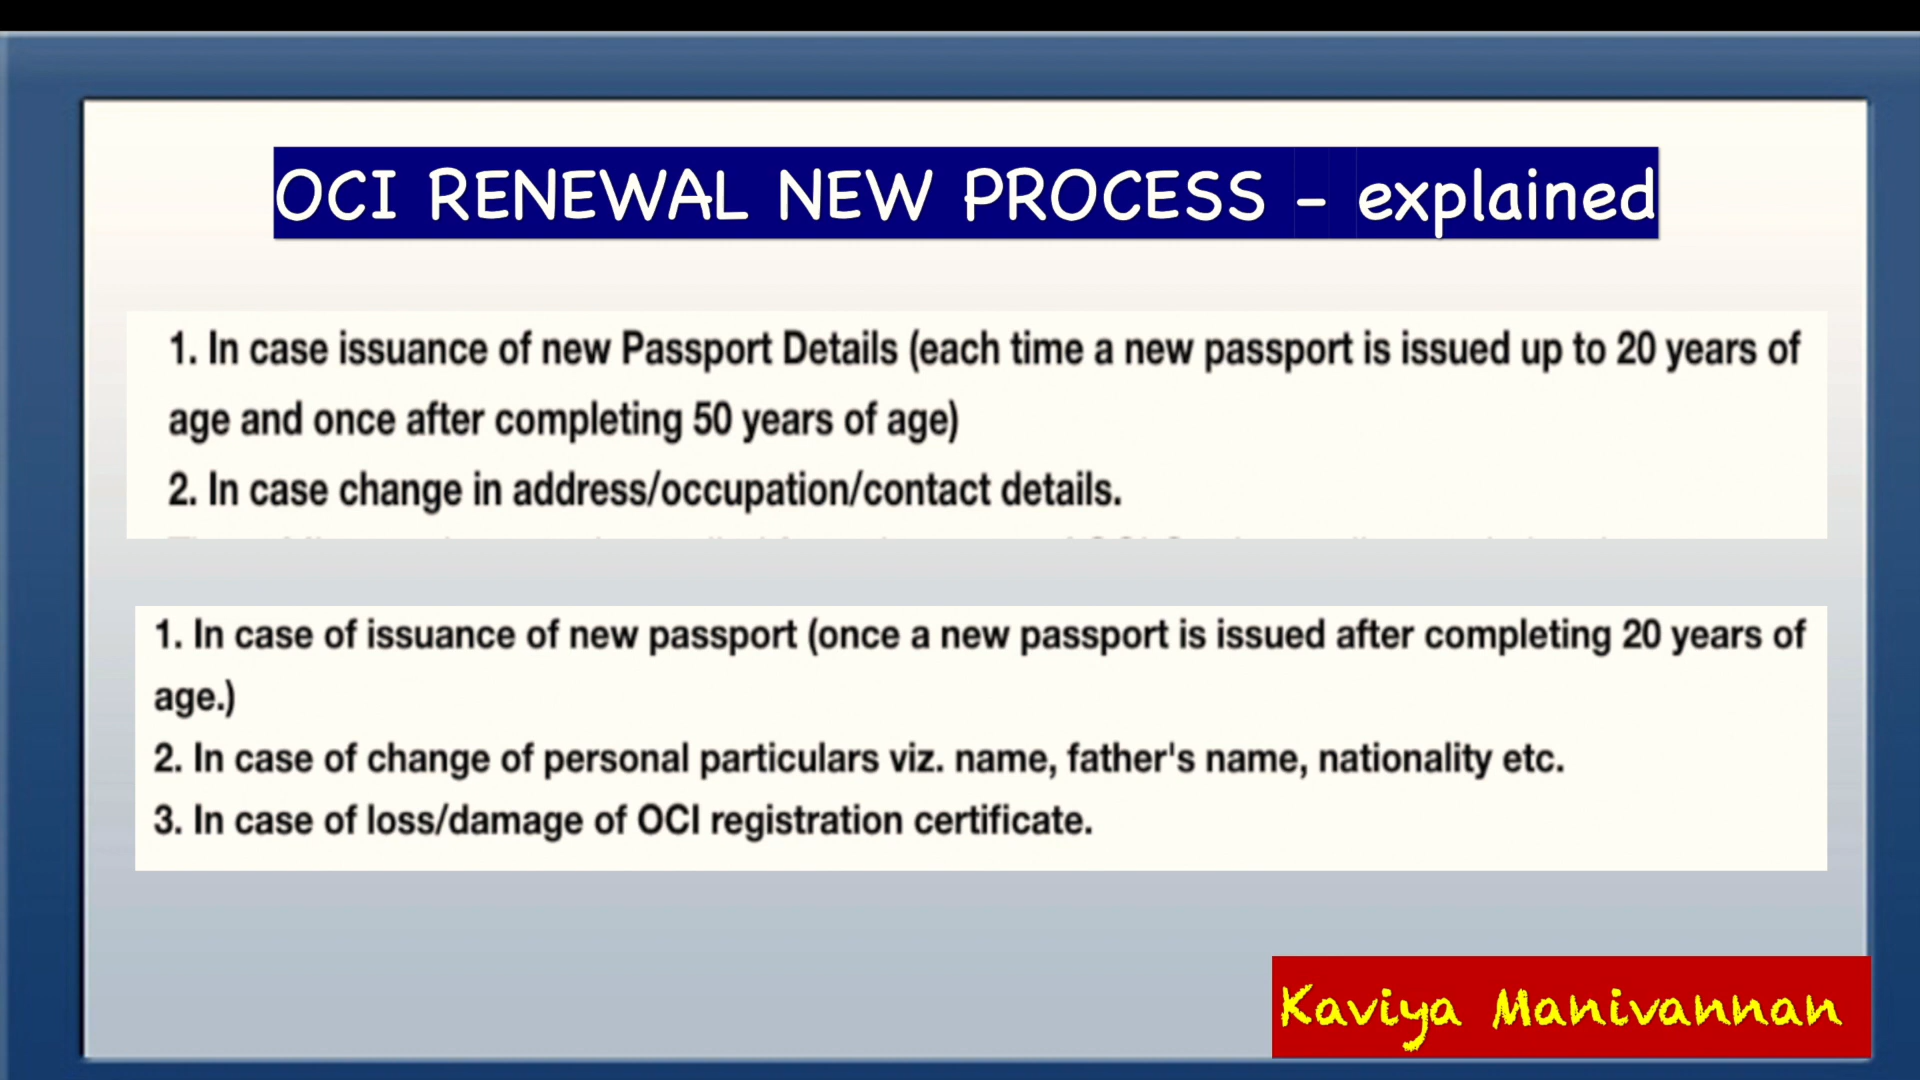 OCI RENEWAL NEW PROCESS - explained
1. In case issuance of new Passport Details (each time a new passport is issued up to 20 years of
age and once after completing 50 years of age)
2. In case change in address/occupation/contact details.
1. In case of issuance of new passport (once a new passport is issued after completing 20 years of
age.)
2. In case of change of personal particulars viz. name, father's name, nationality etc.
3. In case of loss/damage of OCI registration certificate.
Kaviya Manivannan